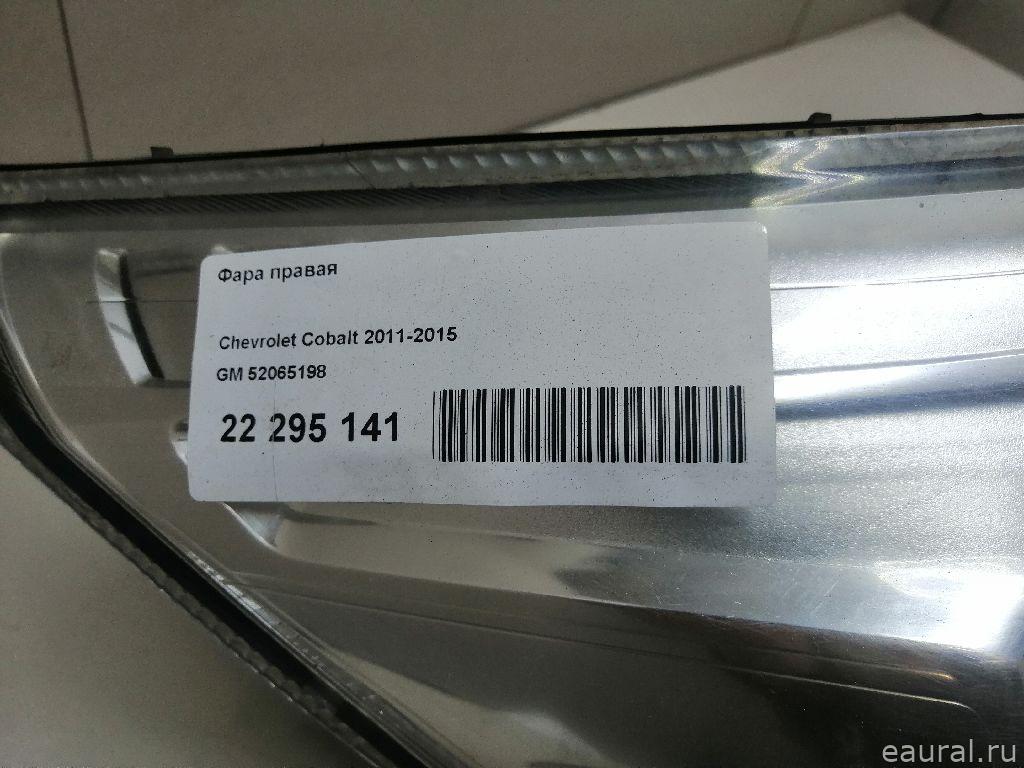 Фара правая
Chevrolet Cobalt 2011-2015
GM 52065198
22 295 141
eaural.ru